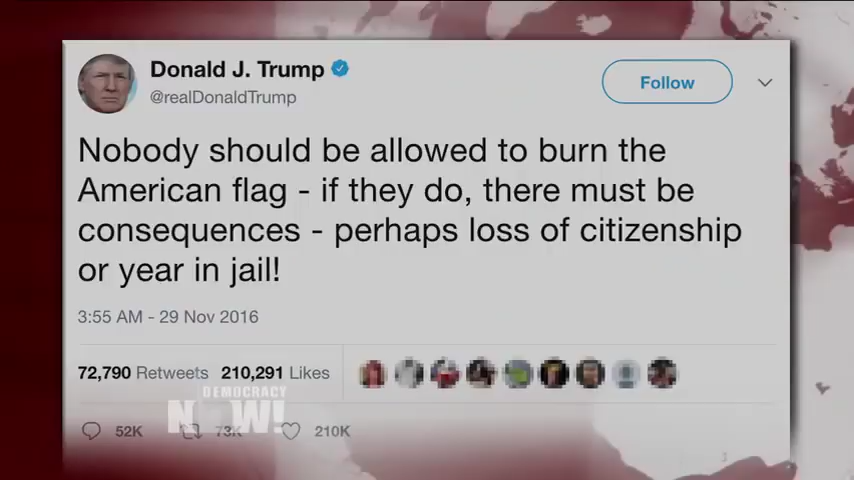 Donald J. Trump
@realDonaldTrump
Follow
Nobody should be allowed to burn the
American flag - if they do, there must be
consequences - perhaps loss of citizenship
or year in jail!
3:55 AM - 29 Nov 2016
72,790 Retweets 210,291 Likes
DEMOCRACY
NOW!
52K 73K 210K